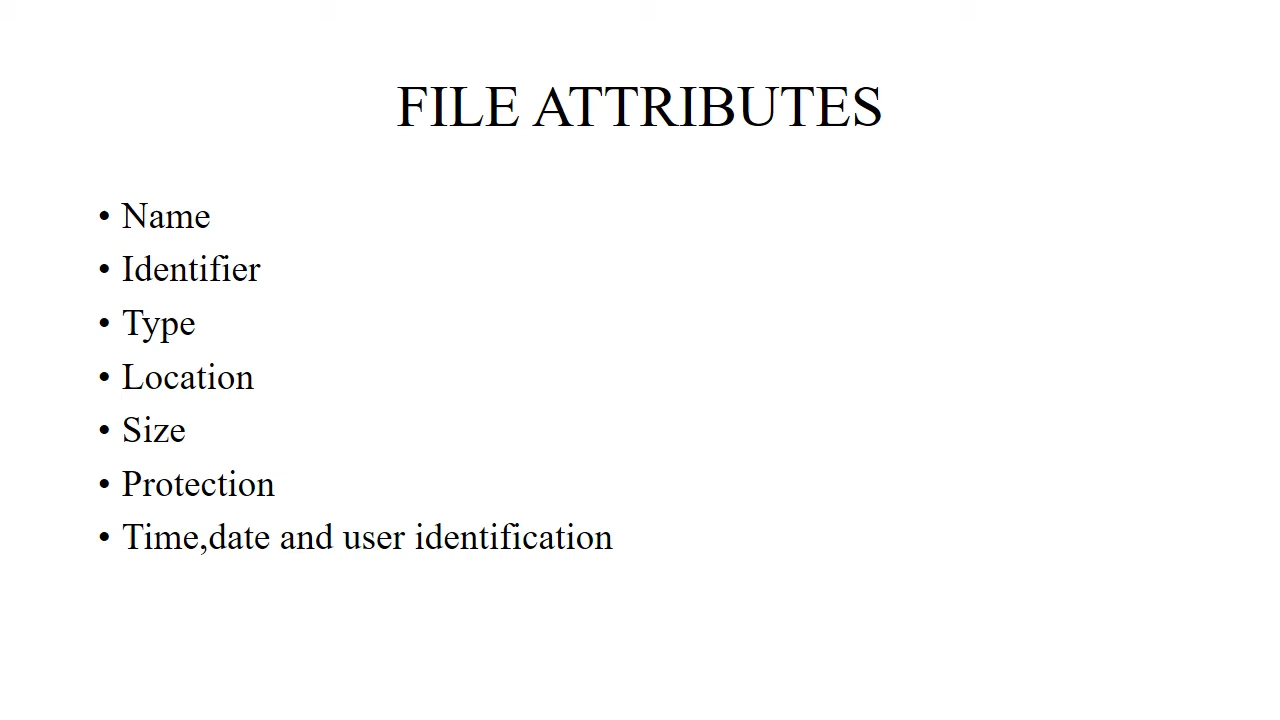 FILE ATTRIBUTES
• Name
• Identifier
• Type
• Location
• Size
• Protection
• Time,date and user identification